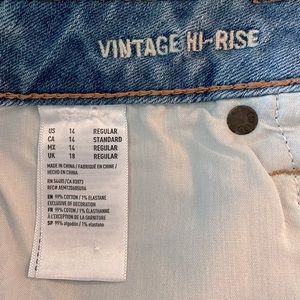 VINTAGE HI-RISE
US 14 REGULAR
CA 14 STANDARD
MX 14 REGULAR
UK 18 REGULAR
MADE IN CHINA
FABRIQUÉ EN CHINE /
HECHO EN CHINA
EN 99% COTTON / 1% ELASTANE
EXCLUSIVE OF DECORATION
FR 99% COTON / 1% ÉLASTHANNE
À L'EXCEPTION DE LA GARNITURE
SP 99% algodón / 1% elastano